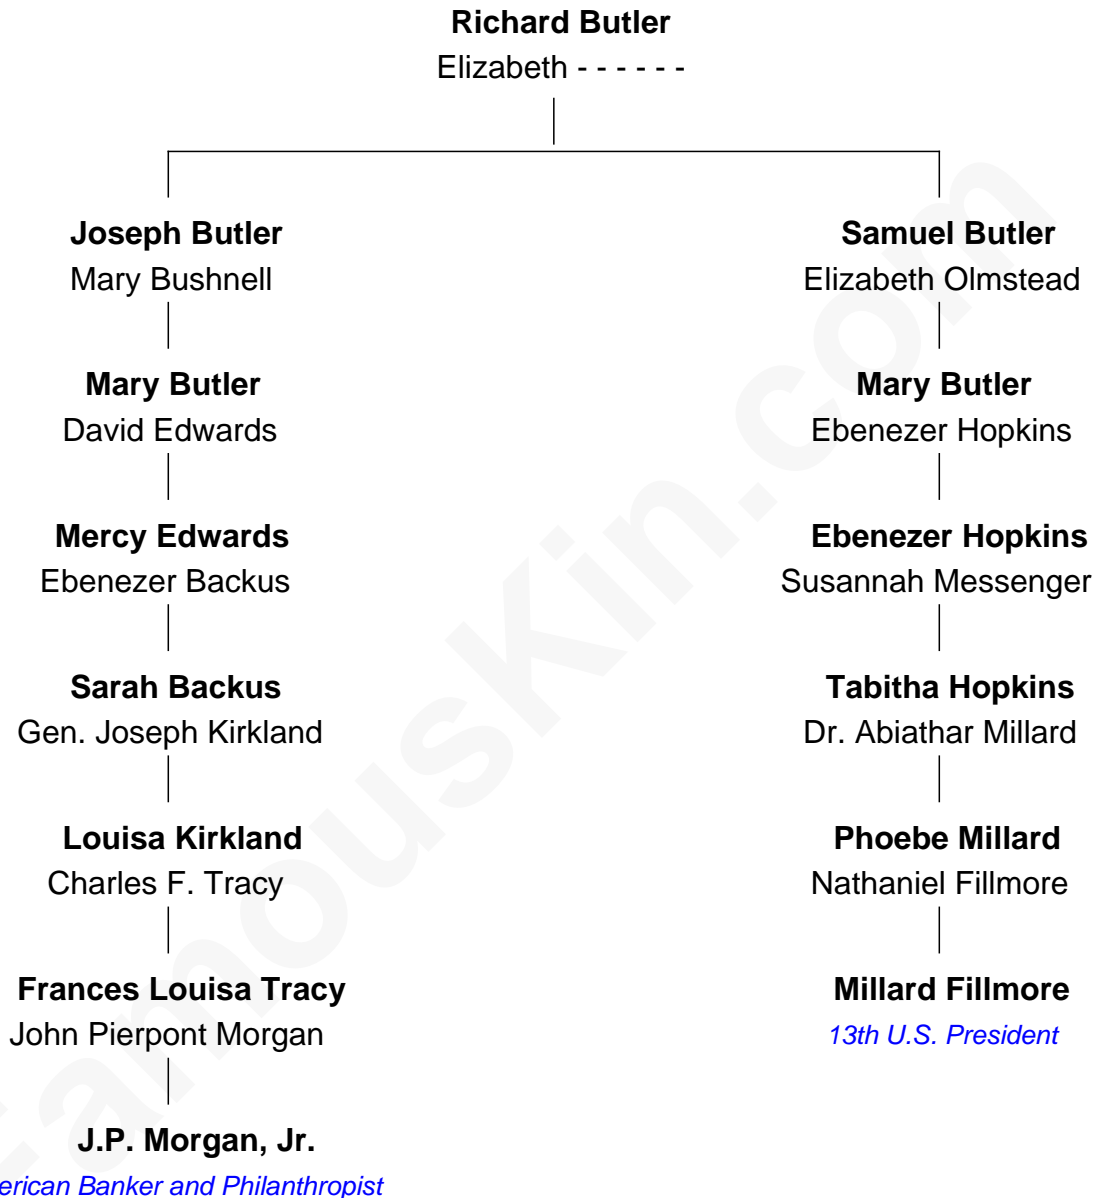 Richard Butler
Elizabeth - - - - - -
Joseph Butler
Mary Bushnell
Samuel Butler
Elizabeth Olmstead
Mary Butler
David Edwards
Mary Butler
Ebenezer Hopkins
Mercy Edwards
Ebenezer Backus
Ebenezer Hopkins
Susannah Messenger
Sarah Backus
Gen. Joseph Kirkland
Tabitha Hopkins
Dr. Abiathar Millard
Louisa Kirkland
Charles F. Tracy
Phoebe Millard
Nathaniel Fillmore
Frances Louisa Tracy
John Pierpont Morgan
Millard Fillmore
13th U.S. President
J.P. Morgan, Jr.
erican Banker and Philanthropist
FamousKin.com